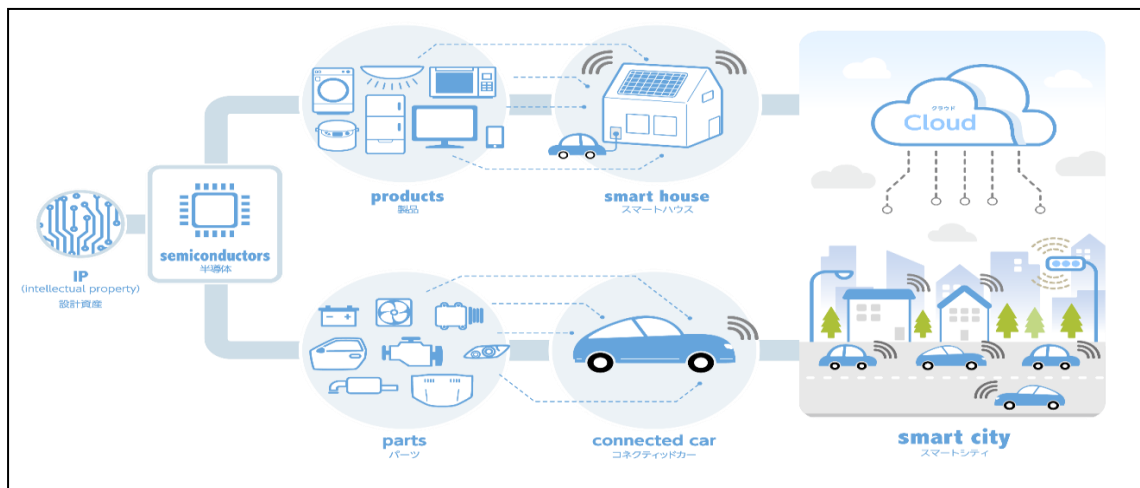 IP
(intellectual property)
設計資産
semiconductors
半導体
products
製品
smart house
スマートハウス
parts
パーツ
connected car
コネクティッドカー
クラウド
Cloud
smart city
スマートシティ